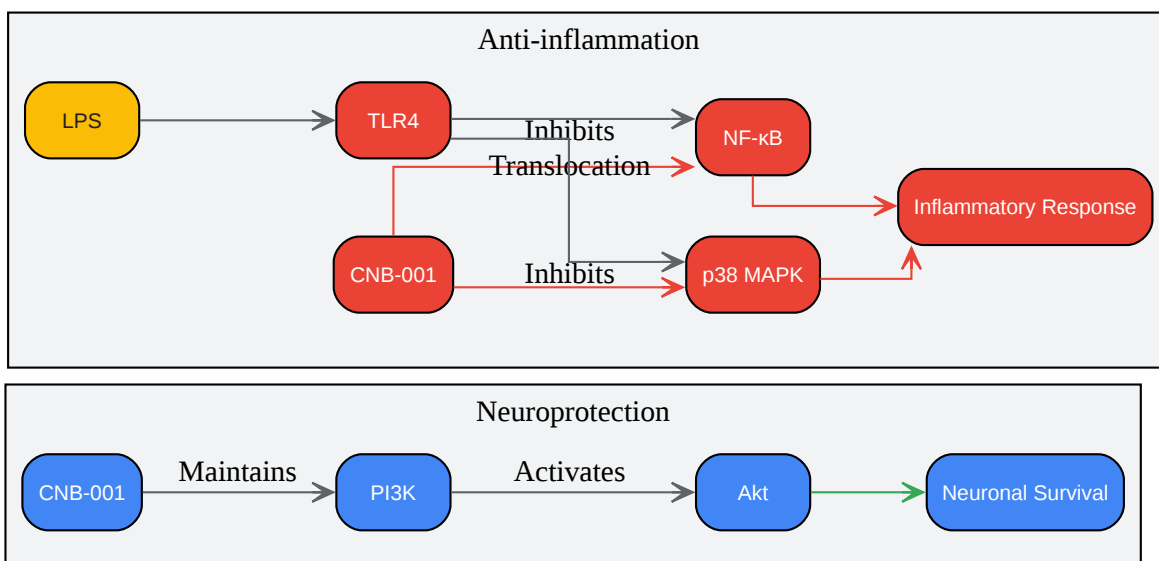 Anti-inflammation
LPS
TLR4
Inhibits
Translocation
NF-κB
Inflammatory Response
CNB-001
Inhibits
p38 MAPK
Neuroprotection
CNB-001
Maintains
PI3K
Activates
Akt
Neuronal Survival